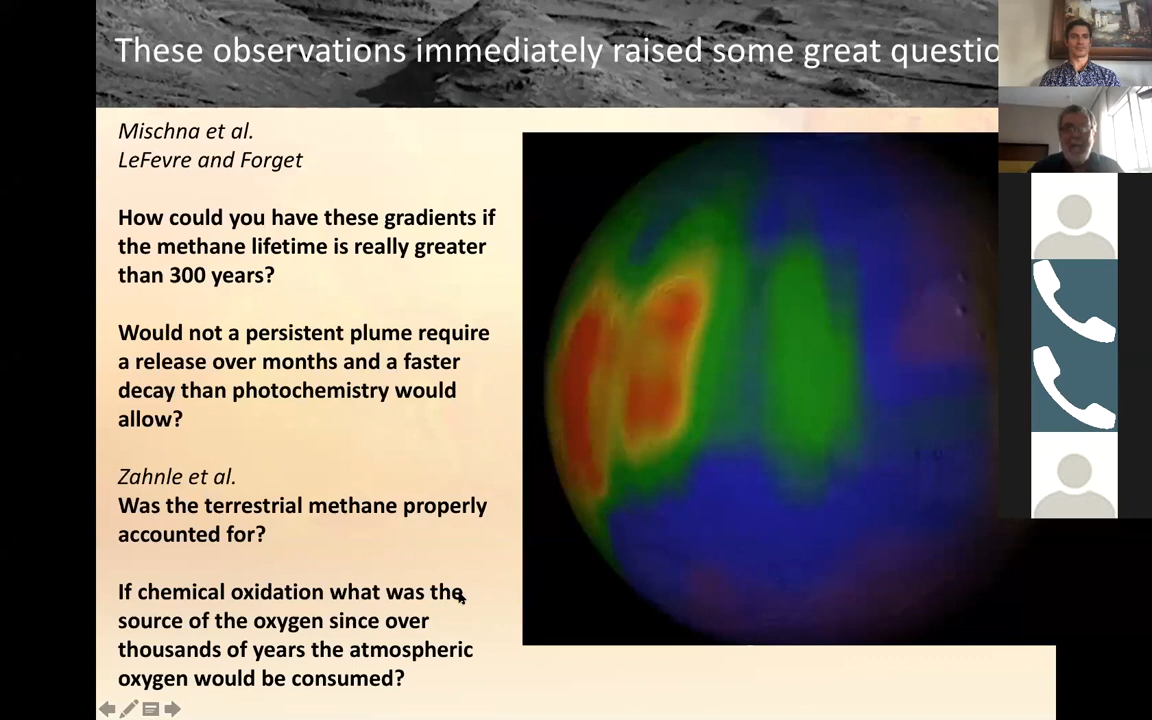 These observations immediately raised some great questio
Mischna et al.
LeFevre and Forget
How could you have these gradients if
the methane lifetime is really greater
than 300 years?
Would not a persistent plume require
a release over months and a faster
decay than photochemistry would
allow?
Zahnle et al.
Was the terrestrial methane properly
accounted for?
If chemical oxidation what was the
source of the oxygen since over
thousands of years the atmospheric
oxygen would be consumed?